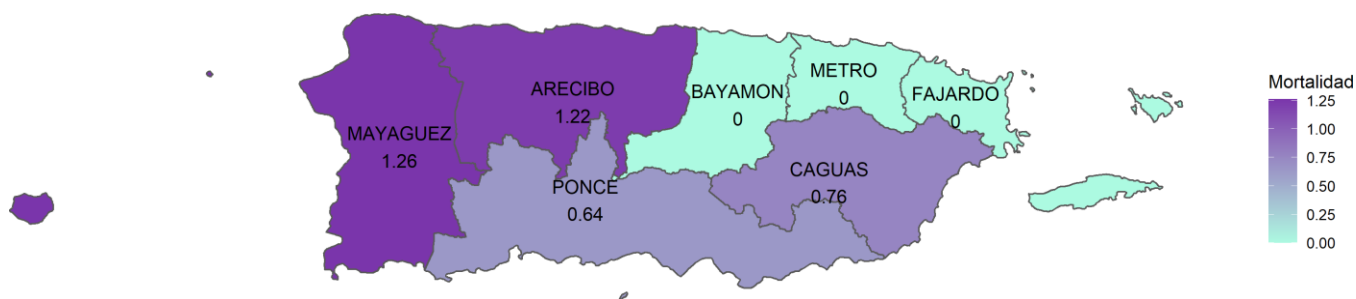 METRO
0
ARECIBO
1.22
BAYAMON
0
FAJARDO
0
MAYAGUEZ
1.26
CAGUAS
0.76
PONCE
0.64
Mortalidad
1.25
1.00
0.75
0.50
0.25
0.00